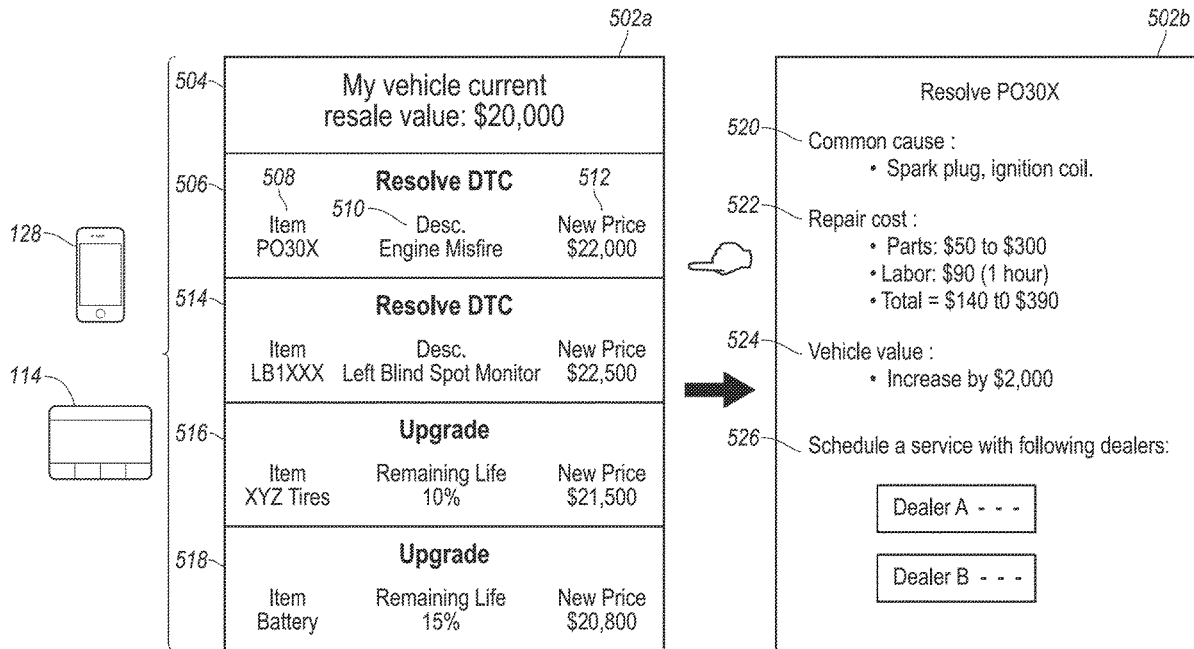 502a
502b
504
My vehicle current
resale value: $20,000
506
508
Resolve DTC
512
510
Item
Desc.
New Price
PO30X
Engine Misfire
$22,000
128
514
Resolve DTC
Item
Desc.
New Price
LB1XXX
Left Blind Spot Monitor
$22,500
114
516
Upgrade
Item
Remaining Life
New Price
XYZ Tires
10%
$21,500
518
Upgrade
Item
Remaining Life
New Price
Battery
15%
$20,800
Resolve PO30X
520
Common cause :
• Spark plug, ignition coil.
522
Repair cost :
• Parts: $50 to $300
• Labor: $90 (1 hour)
• Total = $140 t0 $390
524
Vehicle value :
• Increase by $2,000
526
Schedule a service with following dealers:
Dealer A - - -
Dealer B - - -